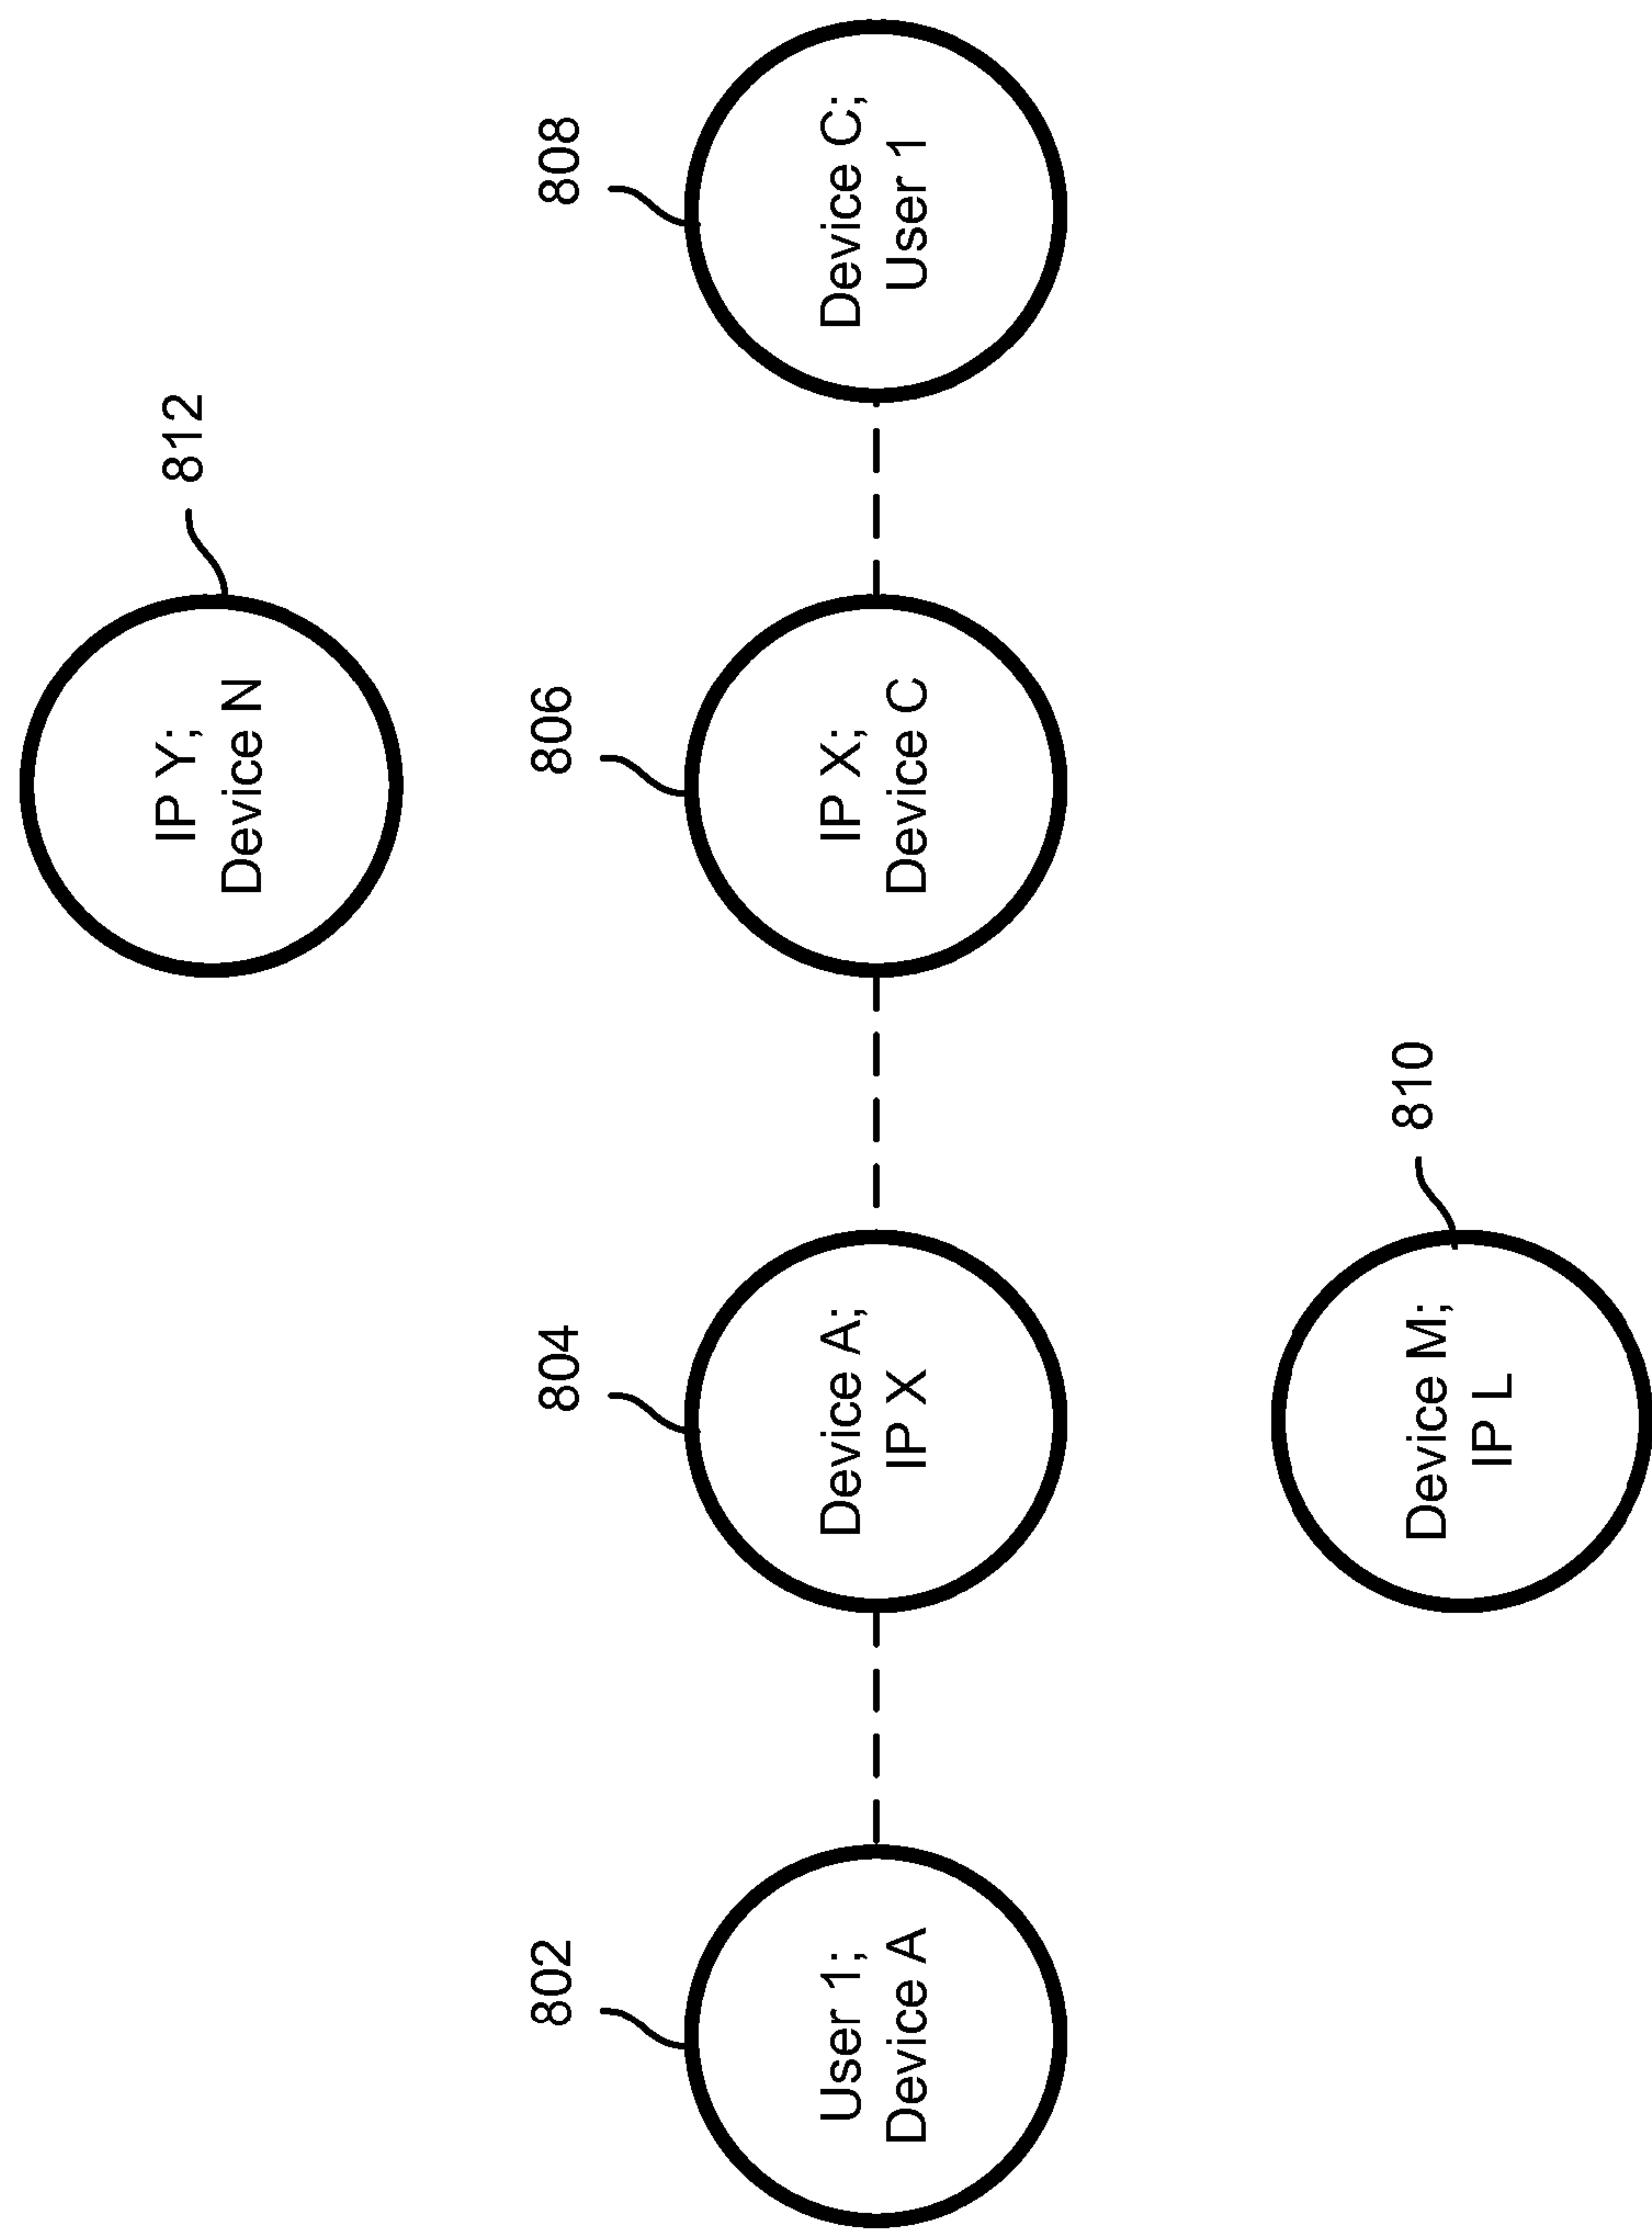 812
IP Y;
Device N
802
804
806
808
User 1;
Device A
Device A;
IP X
IP X;
Device C
Device C;
User 1
810
Device M;
IP L